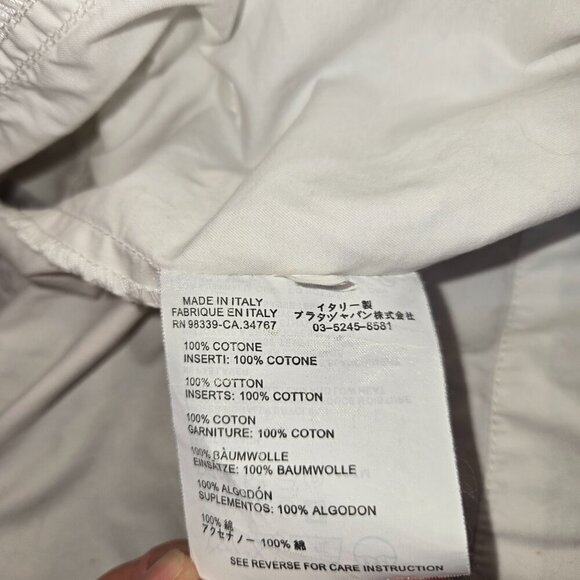 MADE IN ITALY
FABRIQUE EN ITALY
RN 98339-CA.34767
イタリー製
プラダジャパン株式会社
03-5245-8581
100% COTONE
INSERTI: 100% COTONE
100% COTTON
INSERTS: 100% COTTON
100% COTON
GARNITURE: 100% COTON
100% BAUMWOLLE
EINSÄTZE: 100% BAUMWOLLE
100% ALGODÓN
SUPLEMENTOS: 100% ALGODON
100% 綿
アクセチノー 100% 綿
SEE REVERSE FOR CARE INSTRUCTION